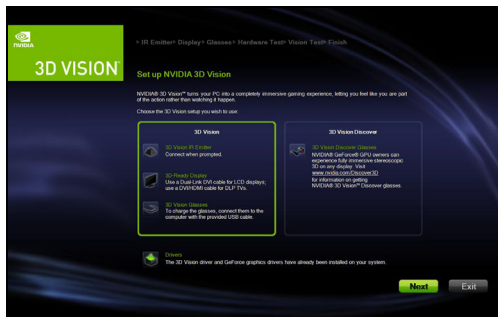 nVIDIA
3D VISION
IR Emitter Display Glasses Hardware Test Vision Test Finish
Set up NVIDIA 3D Vision
NVIDIA® 3D Vision™ turns your PC into a completely immersive gaming experience, letting you feel like you are part
of the action rather than watching it happen.
Choose the 3D Vision setup you wish to use:
3D Vision
3D Vision IR Emitter
Connect when prompted.
3D-Ready Display
Use a Dual-Link DVI cable for LCD displays;
use a DVI/HDMI cable for DLP TVs.
3D Vision Glasses
To charge the glasses, connect them to the
computer with the provided USB cable.
3D Vision Discover
3D Vision Discover Glasses
NVIDIA® GeForce® GPU owners can
experience fully immersive stereoscopic
3D on any display. Visit
www.nvidia.com/Discover3D
for information on getting
NVIDIA® 3D Vision™ Discover glasses.
Drivers
The 3D Vision driver and GeForce graphics drivers have already been installed on your system.
Next Exit